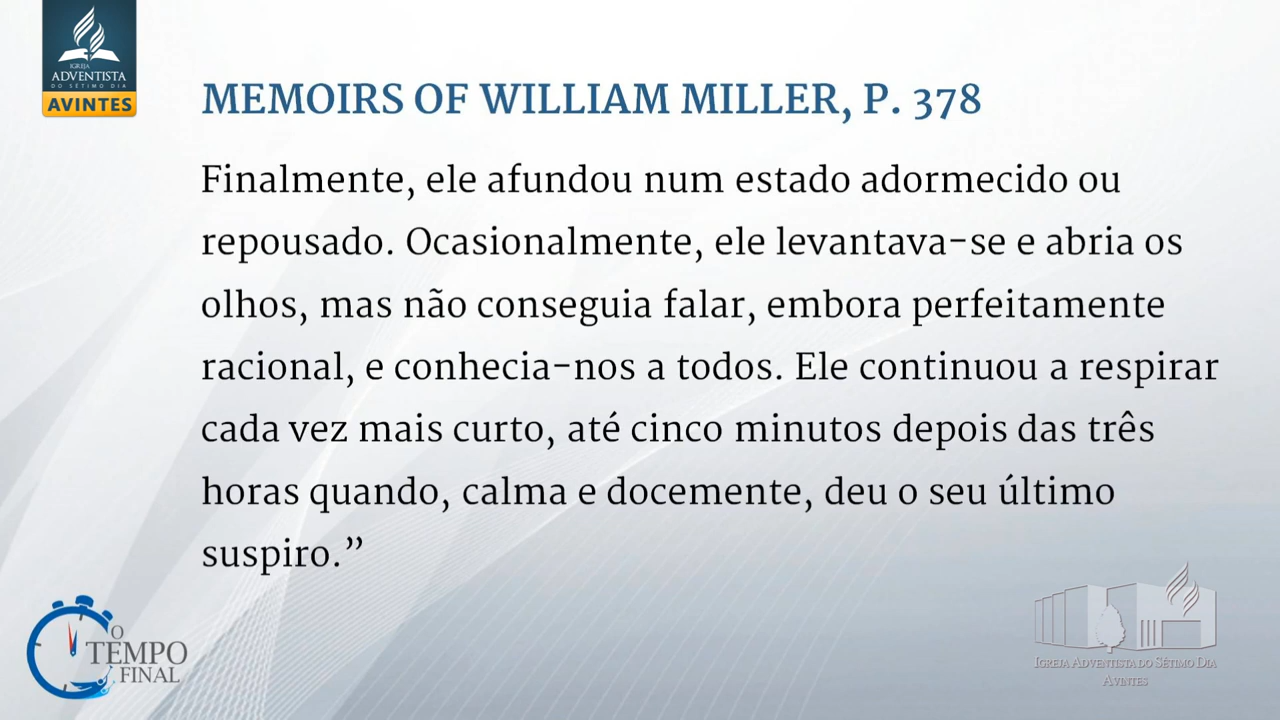 IGREJA
ADVENTISTA
DO SÉTIMO DIA
AVINTES
MEMOIRS OF WILLIAM MILLER, P. 378
Finalmente, ele afundou num estado adormecido ou
repousado. Ocasionalmente, ele levantava-se e abria os
olhos, mas não conseguia falar, embora perfeitamente
racional, e conhecia-nos a todos. Ele continuou a respirar
cada vez mais curto, até cinco minutos depois das três
horas quando, calma e docemente, deu o seu último
suspiro.”
O
TEMPO
FINAL
IGREJA ADVENTISTA DO SÉTIMO DIA
AVINTES